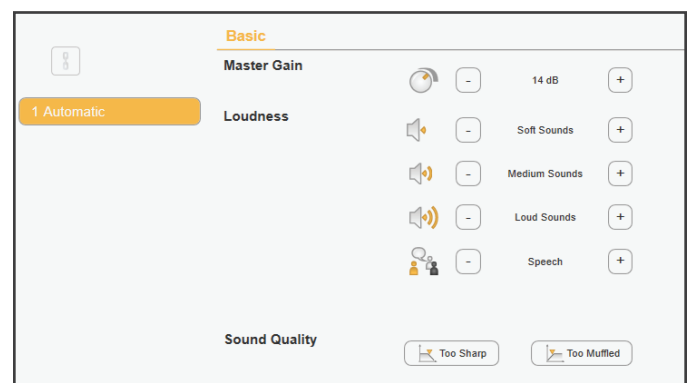 Basic
Master Gain
- 14 dB +
1 Automatic
Loudness
- Soft Sounds +
- Medium Sounds +
- Loud Sounds +
- Speech +
Sound Quality
Too Sharp Too Muffled